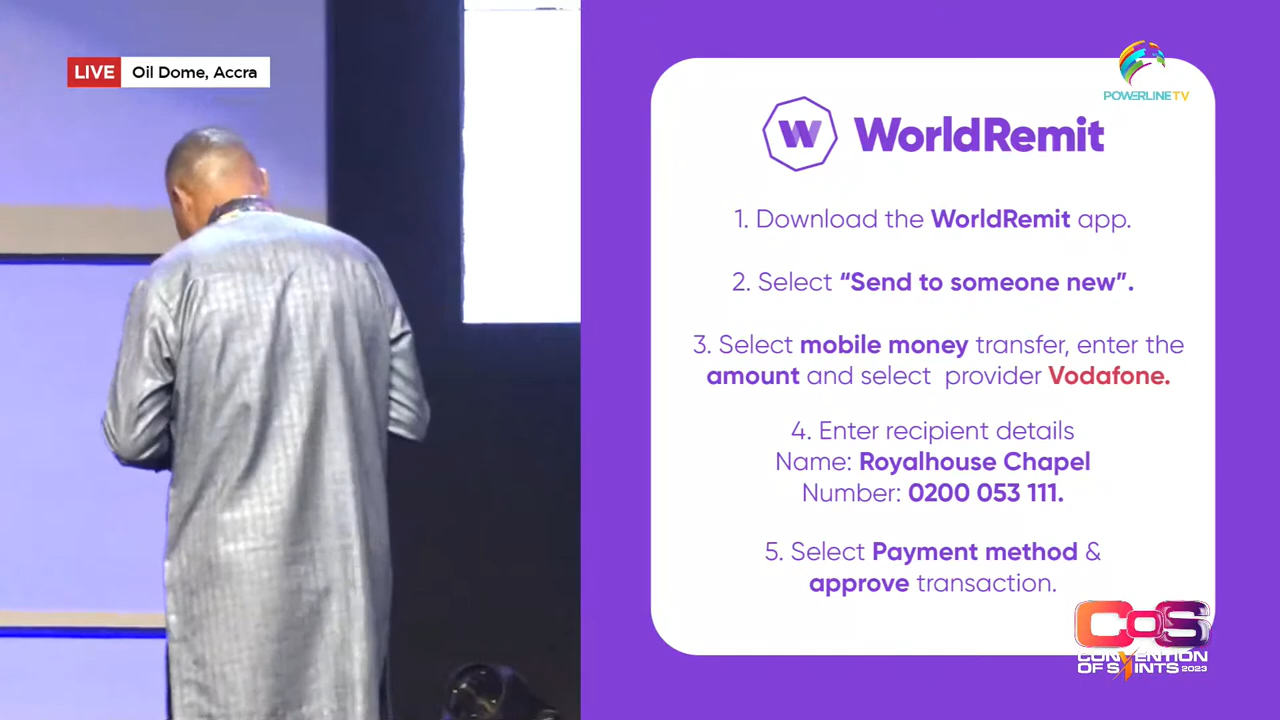 LIVE Oil Dome, Accra
POWERLINETV
W WorldRemit
1. Download the WorldRemit app.
2. Select “Send to someone new”.
3. Select mobile money transfer, enter the
amount and select provider Vodafone.
4. Enter recipient details
Name: Royalhouse Chapel
Number: 0200 053 111.
5. Select Payment method &
approve transaction.
COS
CONVENTION
OF SAINTS 2023